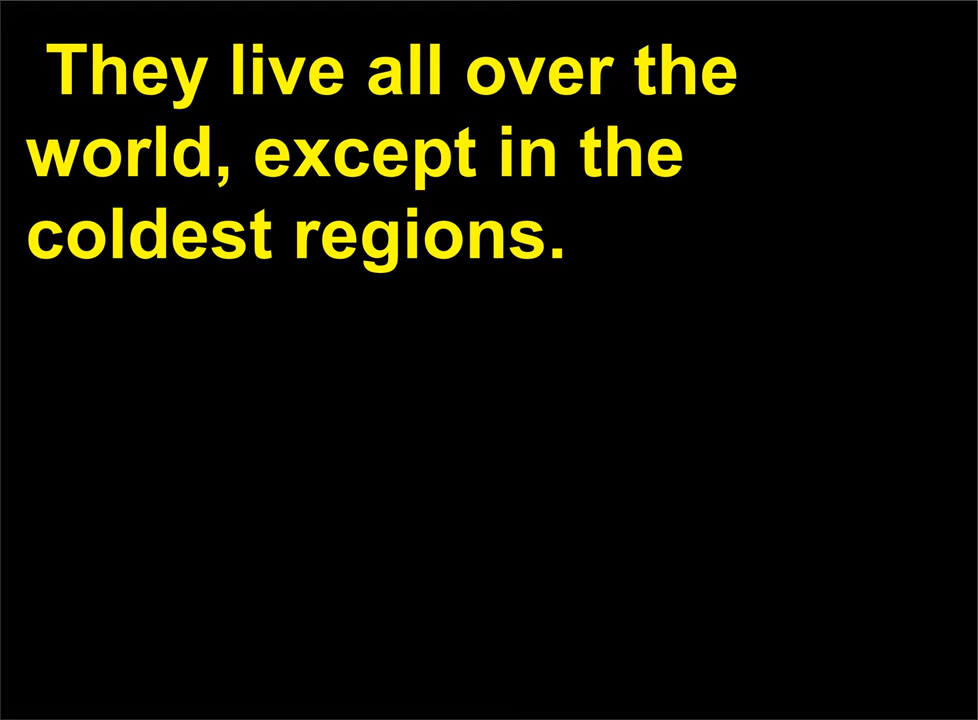 They live all over the
world, except in the
coldest regions.